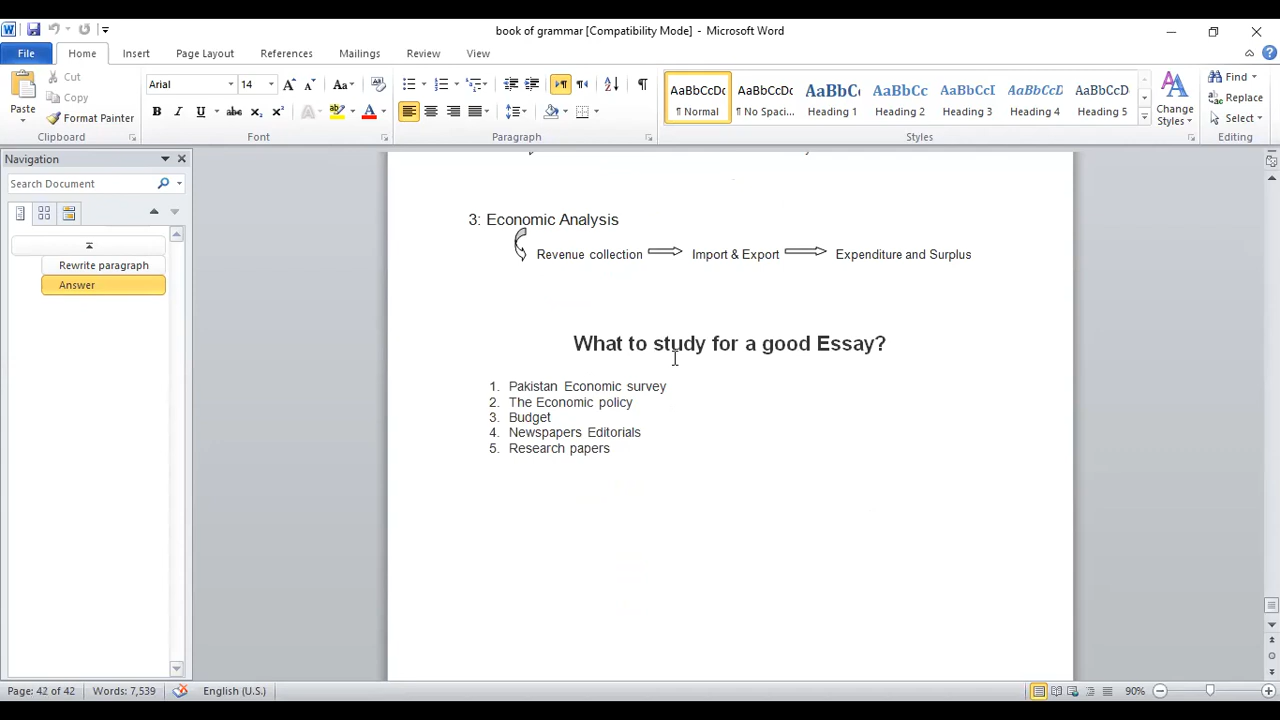 book of grammar [Compatibility Mode] - Microsoft Word
File Home Insert Page Layout References Mailings Review View
Paste
Cut
Copy
Format Painter
Clipboard
Arial 14
Font
Paragraph
AaBbCcDc AaBbCcDc AaBbC AaBbCc AaBbCcI AaBbCcD AaBbCcD
¶ Normal ¶ No Spaci... Heading 1 Heading 2 Heading 3 Heading 4 Heading 5
Change Styles
Styles
Find
Replace
Select
Editing
Navigation
Search Document
Rewrite paragraph
Answer
3: Economic Analysis
Revenue collection Import & Export Expenditure and Surplus
What to study for a good Essay?
1. Pakistan Economic survey
2. The Economic policy
3. Budget
4. Newspapers Editorials
5. Research papers
Page: 42 of 42 Words: 7,539 English (U.S.) 90%